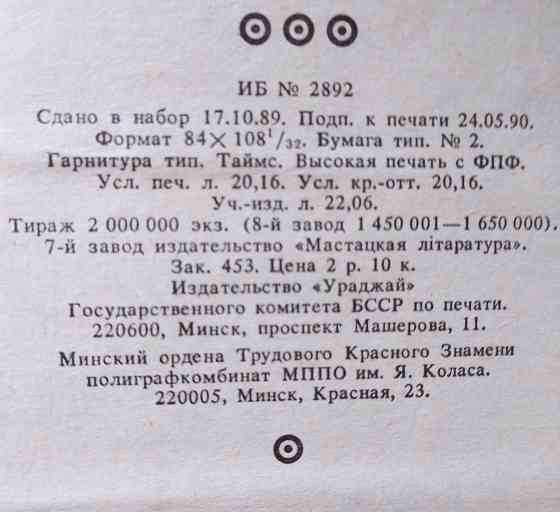 ИБ № 2892
Сдано в набор 17.10.89. Подп. к печати 24.05.90.
Формат 84×108¹/₃₂. Бумага тип. № 2.
Гарнитура тип. Таймс. Высокая печать с ФПФ.
Усл. печ. л. 20,16. Усл. кр.-отт. 20,16.
Уч.-изд. л. 22,06.
Тираж 2 000 000 экз. (8-й завод 1 450 001—1 650 000).
7-й завод издательство «Мастацкая літаратура».
Зак. 453. Цена 2 р. 10 к.
Издательство «Ураджай»
Государственного комитета БССР по печати.
220600, Минск, проспект Машерова, 11.
Минский ордена Трудового Красного Знамени
полиграфкомбинат МППО им. Я. Коласа.
220005, Минск, Красная, 23.